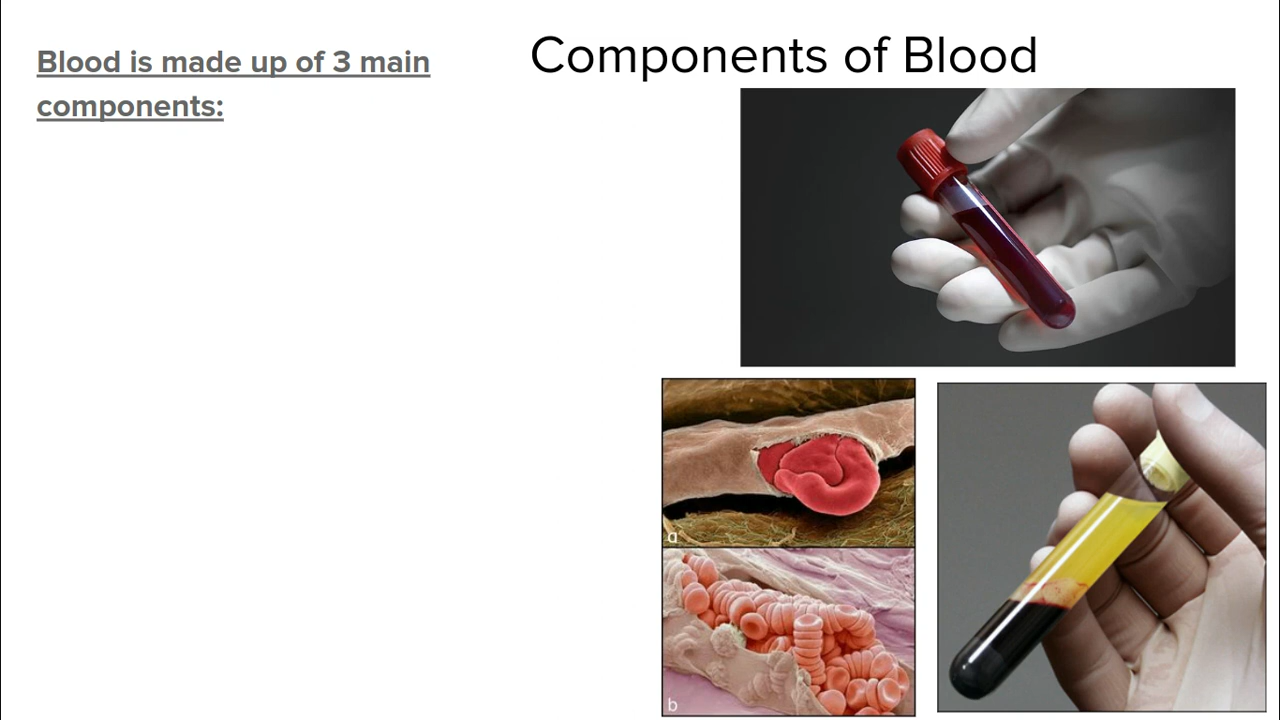 Components of Blood
Blood is made up of 3 main
components:
a
b